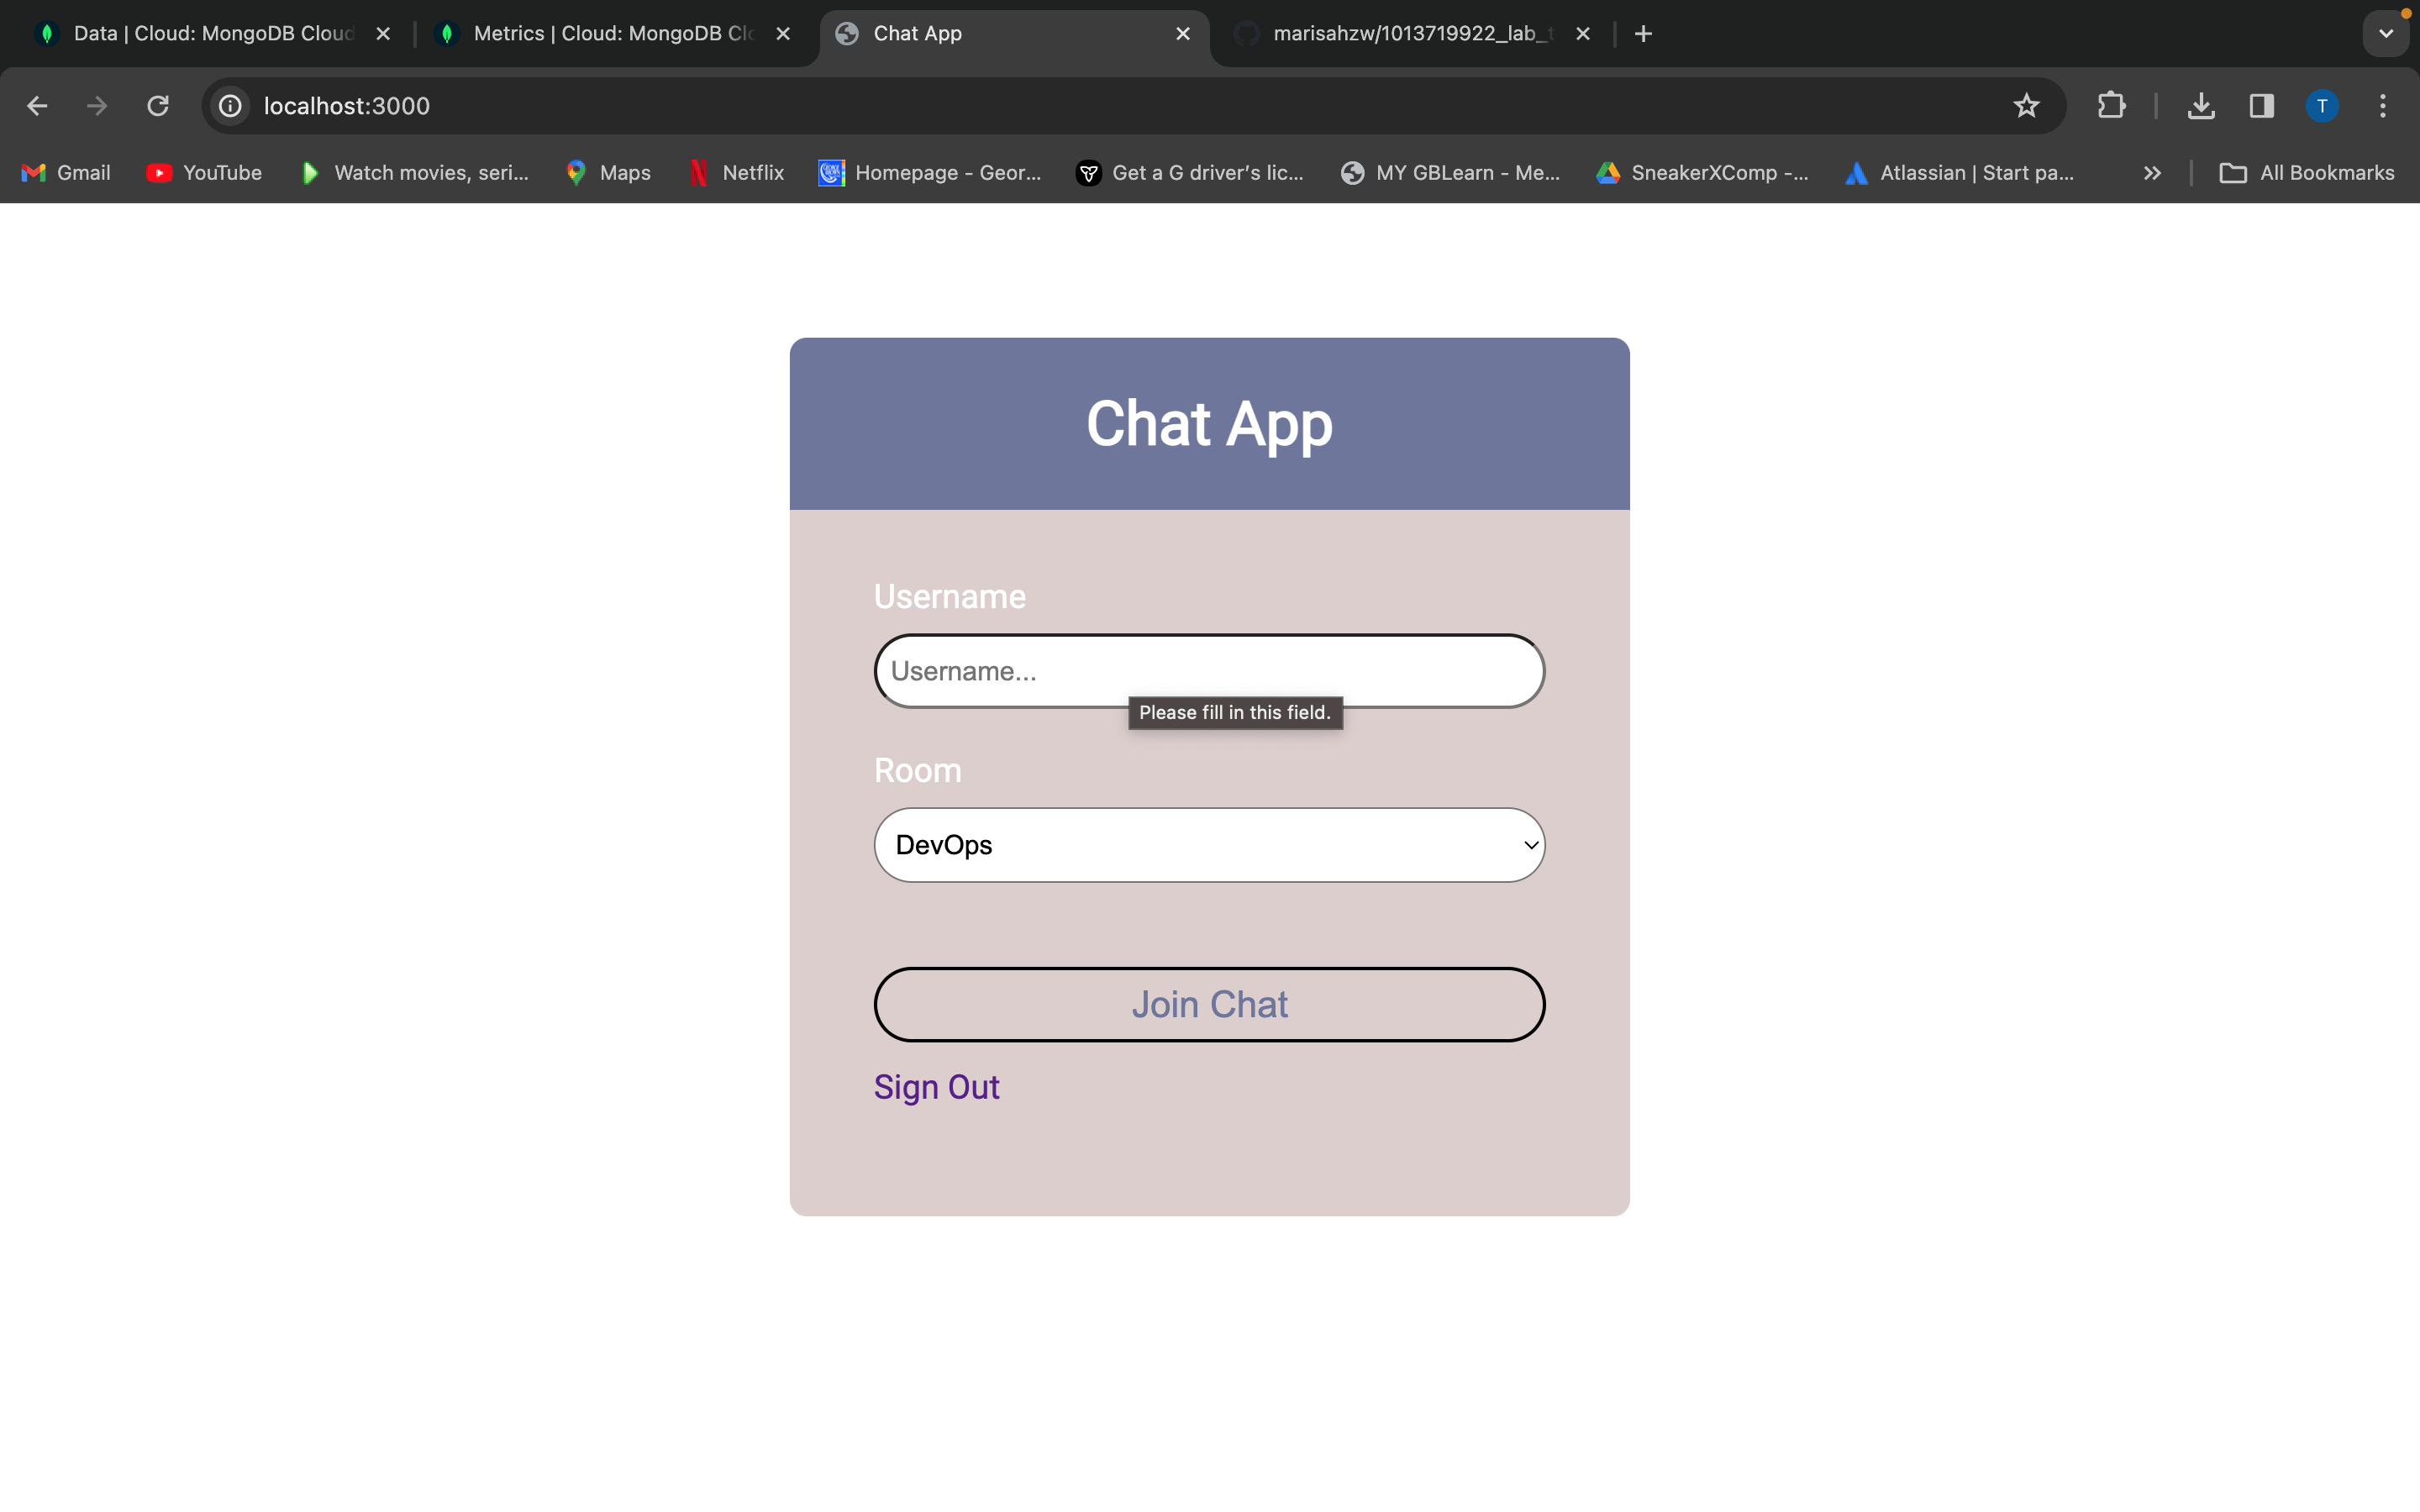 Data | Cloud: MongoDB Cloud
Metrics | Cloud: MongoDB Clo
Chat App
marisahzw/1013719922_lab_t
localhost:3000
T
Gmail
YouTube
Watch movies, seri...
Maps
Netflix
Homepage - Geor...
Get a G driver's lic...
MY GBLearn - Me...
SneakerXComp -...
Atlassian | Start pa...
All Bookmarks
Chat App
Username
Username...
Please fill in this field.
Room
DevOps
Join Chat
Sign Out